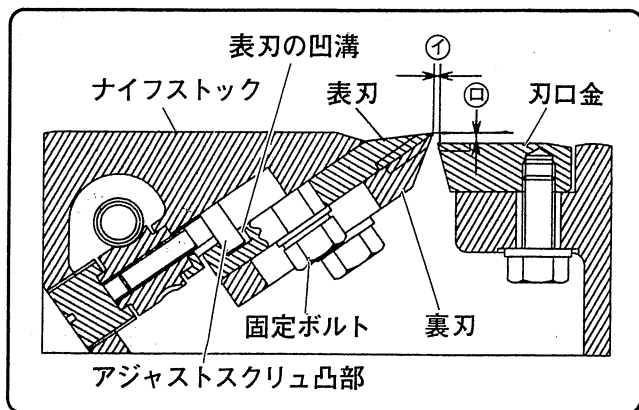 表刃の凹溝
㋑
ナイフストック
表刃
㋺
刃口金
固定ボルト
裏刃
アジャストスクリュ凸部